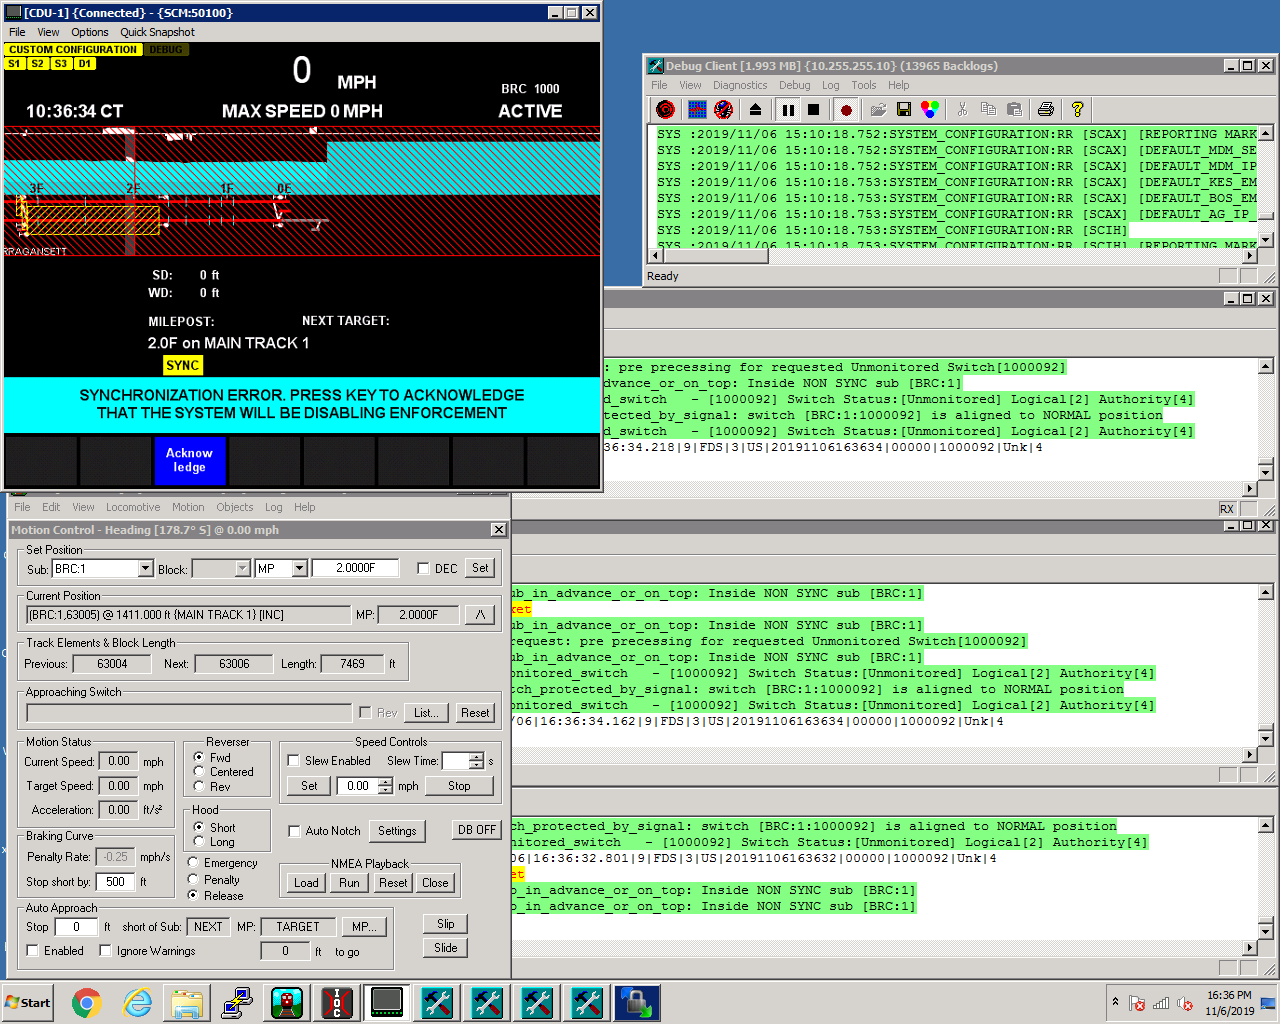 [CDU-1] {Connected} - {SCM:50100}
File View Options Quick Snapshot
CUSTOM CONFIGURATION DEBUG
S1 S2 S3 D1
0 MPH
BRC 1000
10:36:34 CT MAX SPEED 0 MPH ACTIVE
3F 2F 1F 0E
RRAGANSETT
SD: 0 ft
WD: 0 ft
MILEPOST: NEXT TARGET:
2.0F on MAIN TRACK 1
SYNC
SYNCHRONIZATION ERROR. PRESS KEY TO ACKNOWLEDGE
THAT THE SYSTEM WILL BE DISABLING ENFORCEMENT
Acknow
ledge
Debug Client [1.993 MB] {10.255.255.10} (13965 Backlogs)
File View Diagnostics Debug Log Tools Help
SYS :2019/11/06 15:10:18.752:SYSTEM_CONFIGURATION:RR [SCAX] [REPORTING MARK
SYS :2019/11/06 15:10:18.752:SYSTEM_CONFIGURATION:RR [SCAX] [DEFAULT_MDM_SE
SYS :2019/11/06 15:10:18.752:SYSTEM_CONFIGURATION:RR [SCAX] [DEFAULT_MDM_IP
SYS :2019/11/06 15:10:18.753:SYSTEM_CONFIGURATION:RR [SCAX] [DEFAULT_KES_EM
SYS :2019/11/06 15:10:18.753:SYSTEM_CONFIGURATION:RR [SCAX] [DEFAULT_BOS_EM
SYS :2019/11/06 15:10:18.753:SYSTEM_CONFIGURATION:RR [SCAX] [DEFAULT_AG_IP_
SYS :2019/11/06 15:10:18.753:SYSTEM_CONFIGURATION:RR [SCIH]
SYS :2019/11/06 15:10:18.753:SYSTEM_CONFIGURATION:RR [SCIH] [REPORTING MARK
Ready
: pre precessing for requested Unmonitored Switch[1000092]
dvance_or_on_top: Inside NON SYNC sub [BRC:1]
ed_switch - [1000092] Switch Status:[Unmonitored] Logical[2] Authority[4]
tected_by_signal: switch [BRC:1:1000092] is aligned to NORMAL position
ed_switch - [1000092] Switch Status:[Unmonitored] Logical[2] Authority[4]
36:34.218|9|FDS|3|US|20191106163634|00000|1000092|Unk|4
RX
File Edit View Locomotive Motion Objects Log Help
Motion Control - Heading [178.7° S] @ 0.00 mph
Set Position
Sub: BRC:1 Block: MP 2.0000F DEC Set
Current Position
(BRC:1,63005) @ 1411.000 ft {MAIN TRACK 1} [INC] MP: 2.0000F /\
Track Elements & Block Length
Previous: 63004 Next: 63006 Length: 7469 ft
Approaching Switch
Rev List... Reset
Motion Status
Current Speed: 0.00 mph
Target Speed: 0.00 mph
Acceleration: 0.00 ft/s²
Reverser
Fwd
Centered
Rev
Speed Controls
Slew Enabled Slew Time: s
Set 0.00 mph Stop
Hood
Short
Long
Auto Notch Settings DB OFF
Braking Curve
Penalty Rate: -0.25 mph/s
Stop short by: 500 ft
Emergency
Penalty
Release
NMEA Playback
Load Run Reset Close
Auto Approach
Stop 0 ft short of Sub: NEXT MP: TARGET MP...
Enabled Ignore Warnings 0 ft to go
Slip
Slide
ub_in_advance_or_on_top: Inside NON SYNC sub [BRC:1]
ket
ub_in_advance_or_on_top: Inside NON SYNC sub [BRC:1]
request: pre precessing for requested Unmonitored Switch[1000092]
ub_in_advance_or_on_top: Inside NON SYNC sub [BRC:1]
nitored_switch - [1000092] Switch Status:[Unmonitored] Logical[2] Authority[4]
tch_protected_by_signal: switch [BRC:1:1000092] is aligned to NORMAL position
nitored_switch - [1000092] Switch Status:[Unmonitored] Logical[2] Authority[4]
/06|16:36:34.162|9|FDS|3|US|20191106163634|00000|1000092|Unk|4
ch_protected_by_signal: switch [BRC:1:1000092] is aligned to NORMAL position
nitored_switch - [1000092] Switch Status:[Unmonitored] Logical[2] Authority[4]
06|16:36:32.801|9|FDS|3|US|20191106163632|00000|1000092|Unk|4
et
b_in_advance_or_on_top: Inside NON SYNC sub [BRC:1]
b_in_advance_or_on_top: Inside NON SYNC sub [BRC:1]
Start
IOC
16:36 PM
11/6/2019